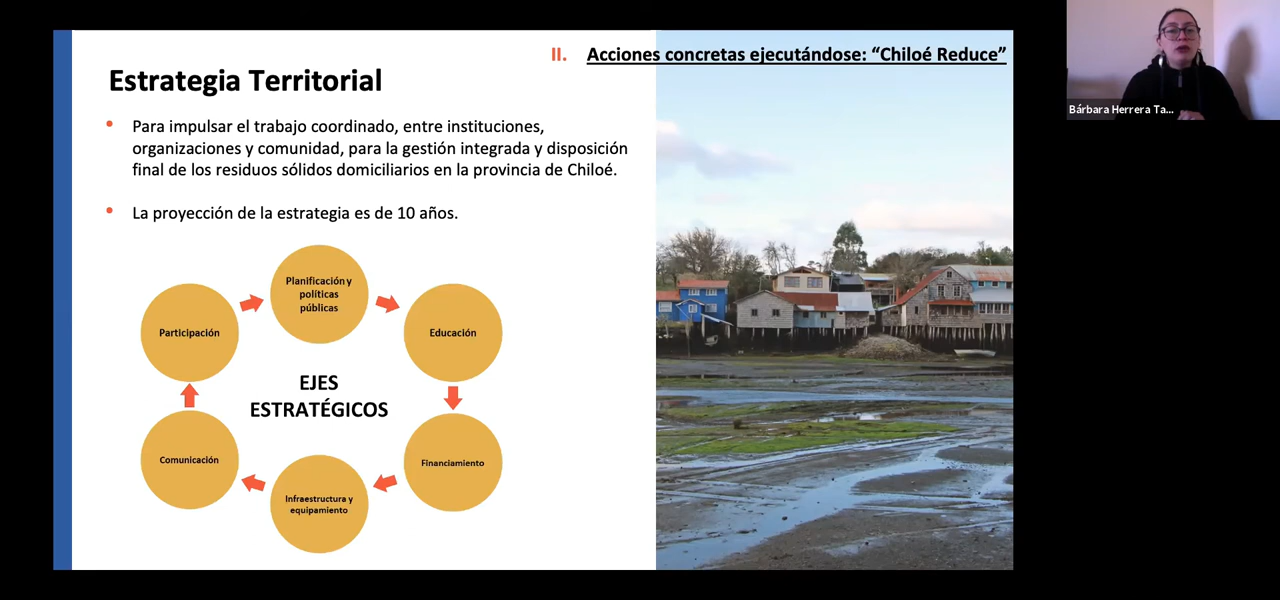 II. Acciones concretas ejecutándose: “Chiloé Reduce”
Estrategia Territorial
• Para impulsar el trabajo coordinado, entre instituciones,
organizaciones y comunidad, para la gestión integrada y disposición
final de los residuos sólidos domiciliarios en la provincia de Chiloé.
• La proyección de la estrategia es de 10 años.
Planificación y
políticas
públicas
Participación
Educación
EJES
ESTRATÉGICOS
Comunicación
Financiamiento
Infraestructura y
equipamiento
Bárbara Herrera Ta...